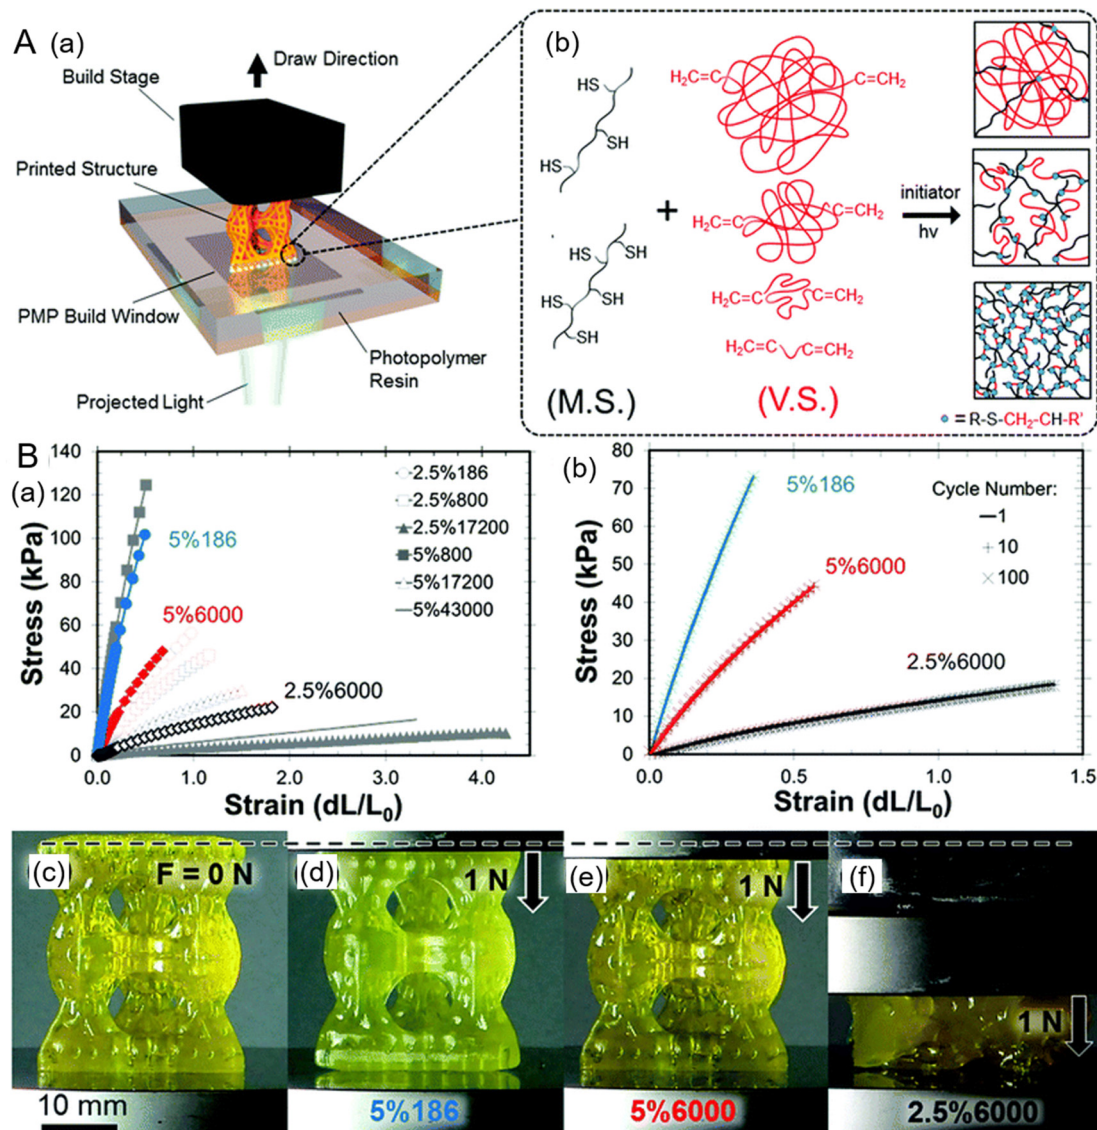 A (a)
Build Stage
Draw Direction
Printed Structure
PMP Build Window
Projected Light
Photopolymer
Resin
(b)
HS
SH
HS
SH
HS
SH
HS
SH
(M.S.)
+
H₂C=C
C=CH₂
H₂C=C
C=CH₂
H₂C=C
C=CH₂
H₂C=C
C=CH₂
(V.S.)
initiator
hv
= R-S-CH₂-CH-R'
B
(a)
Stress (kPa)
140
120
100
80
60
40
20
0
0.0
1.0
2.0
3.0
4.0
Strain (dL/L₀)
5%186
5%6000
2.5%6000
2.5%186
2.5%800
2.5%17200
5%800
5%17200
5%43000
(b)
Stress (kPa)
80
70
60
50
40
30
20
10
0
0.0
0.5
1.0
1.5
Strain (dL/L₀)
5%186
5%6000
2.5%6000
Cycle Number:
1
10
100
(c)
F = 0 N
10 mm
(d)
1 N
5%186
(e)
1 N
5%6000
(f)
1 N
2.5%6000